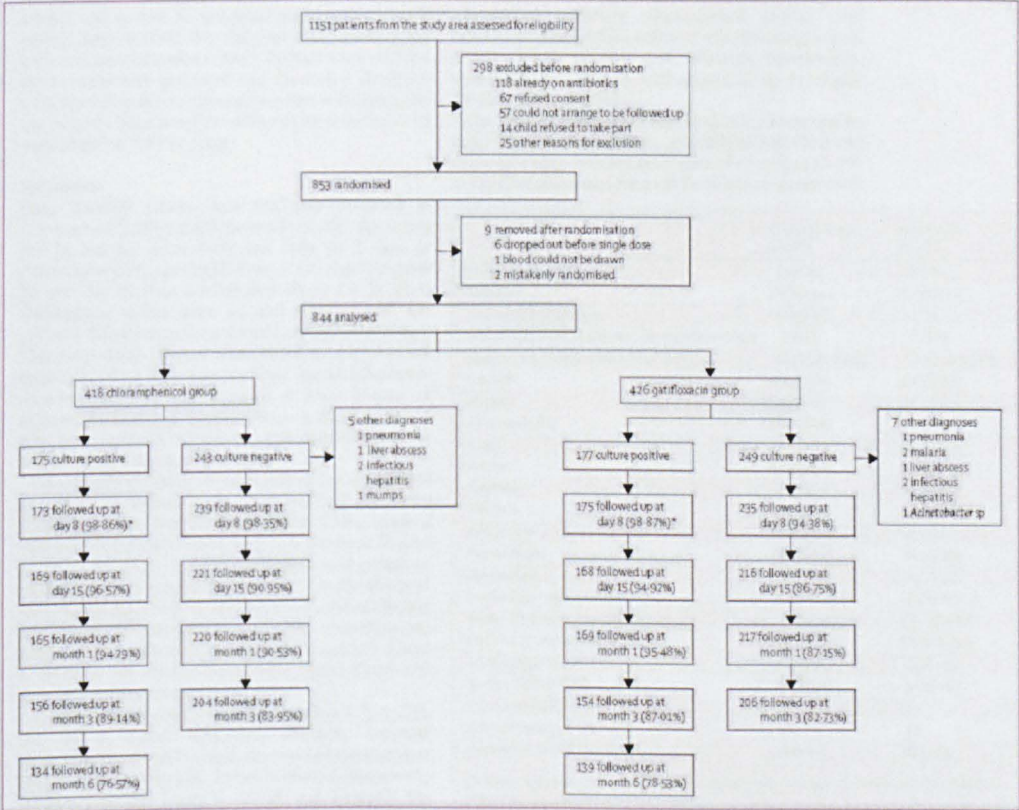 1151 patients from the study area assessed for eligibility
298 excluded before randomisation
118 already on antibiotics
67 refused consent
57 could not arrange to be followed up
14 child refused to take part
25 other reasons for exclusion
853 randomised
9 removed after randomisation
6 dropped out before single dose
1 blood could not be drawn
2 mistakenly randomised
844 analysed
418 chloramphenicol group
175 culture positive
243 culture negative
5 other diagnoses
1 pneumonia
1 liver abscess
2 infectious
hepatitis
1 mumps
173 followed up at
day 8 (98·86%)*
239 followed up at
day 8 (98·35%)
169 followed up at
day 15 (96·57%)
221 followed up at
day 15 (90·95%)
165 followed up at
month 1 (94·29%)
220 followed up at
month 1 (90·53%)
156 followed up at
month 3 (89·14%)
204 followed up at
month 3 (83·95%)
134 followed up at
month 6 (76·57%)
426 gatifloxacin group
177 culture positive
249 culture negative
7 other diagnoses
1 pneumonia
2 malaria
1 liver abscess
2 infectious
hepatitis
1 Acinetobacter sp
175 followed up at
day 8 (98·87%)*
235 followed up at
day 8 (94·38%)
168 followed up at
day 15 (94·92%)
216 followed up at
day 15 (86·75%)
169 followed up at
month 1 (95·48%)
217 followed up at
month 1 (87·15%)
154 followed up at
month 3 (87·01%)
206 followed up at
month 3 (82·73%)
139 followed up at
month 6 (78·53%)